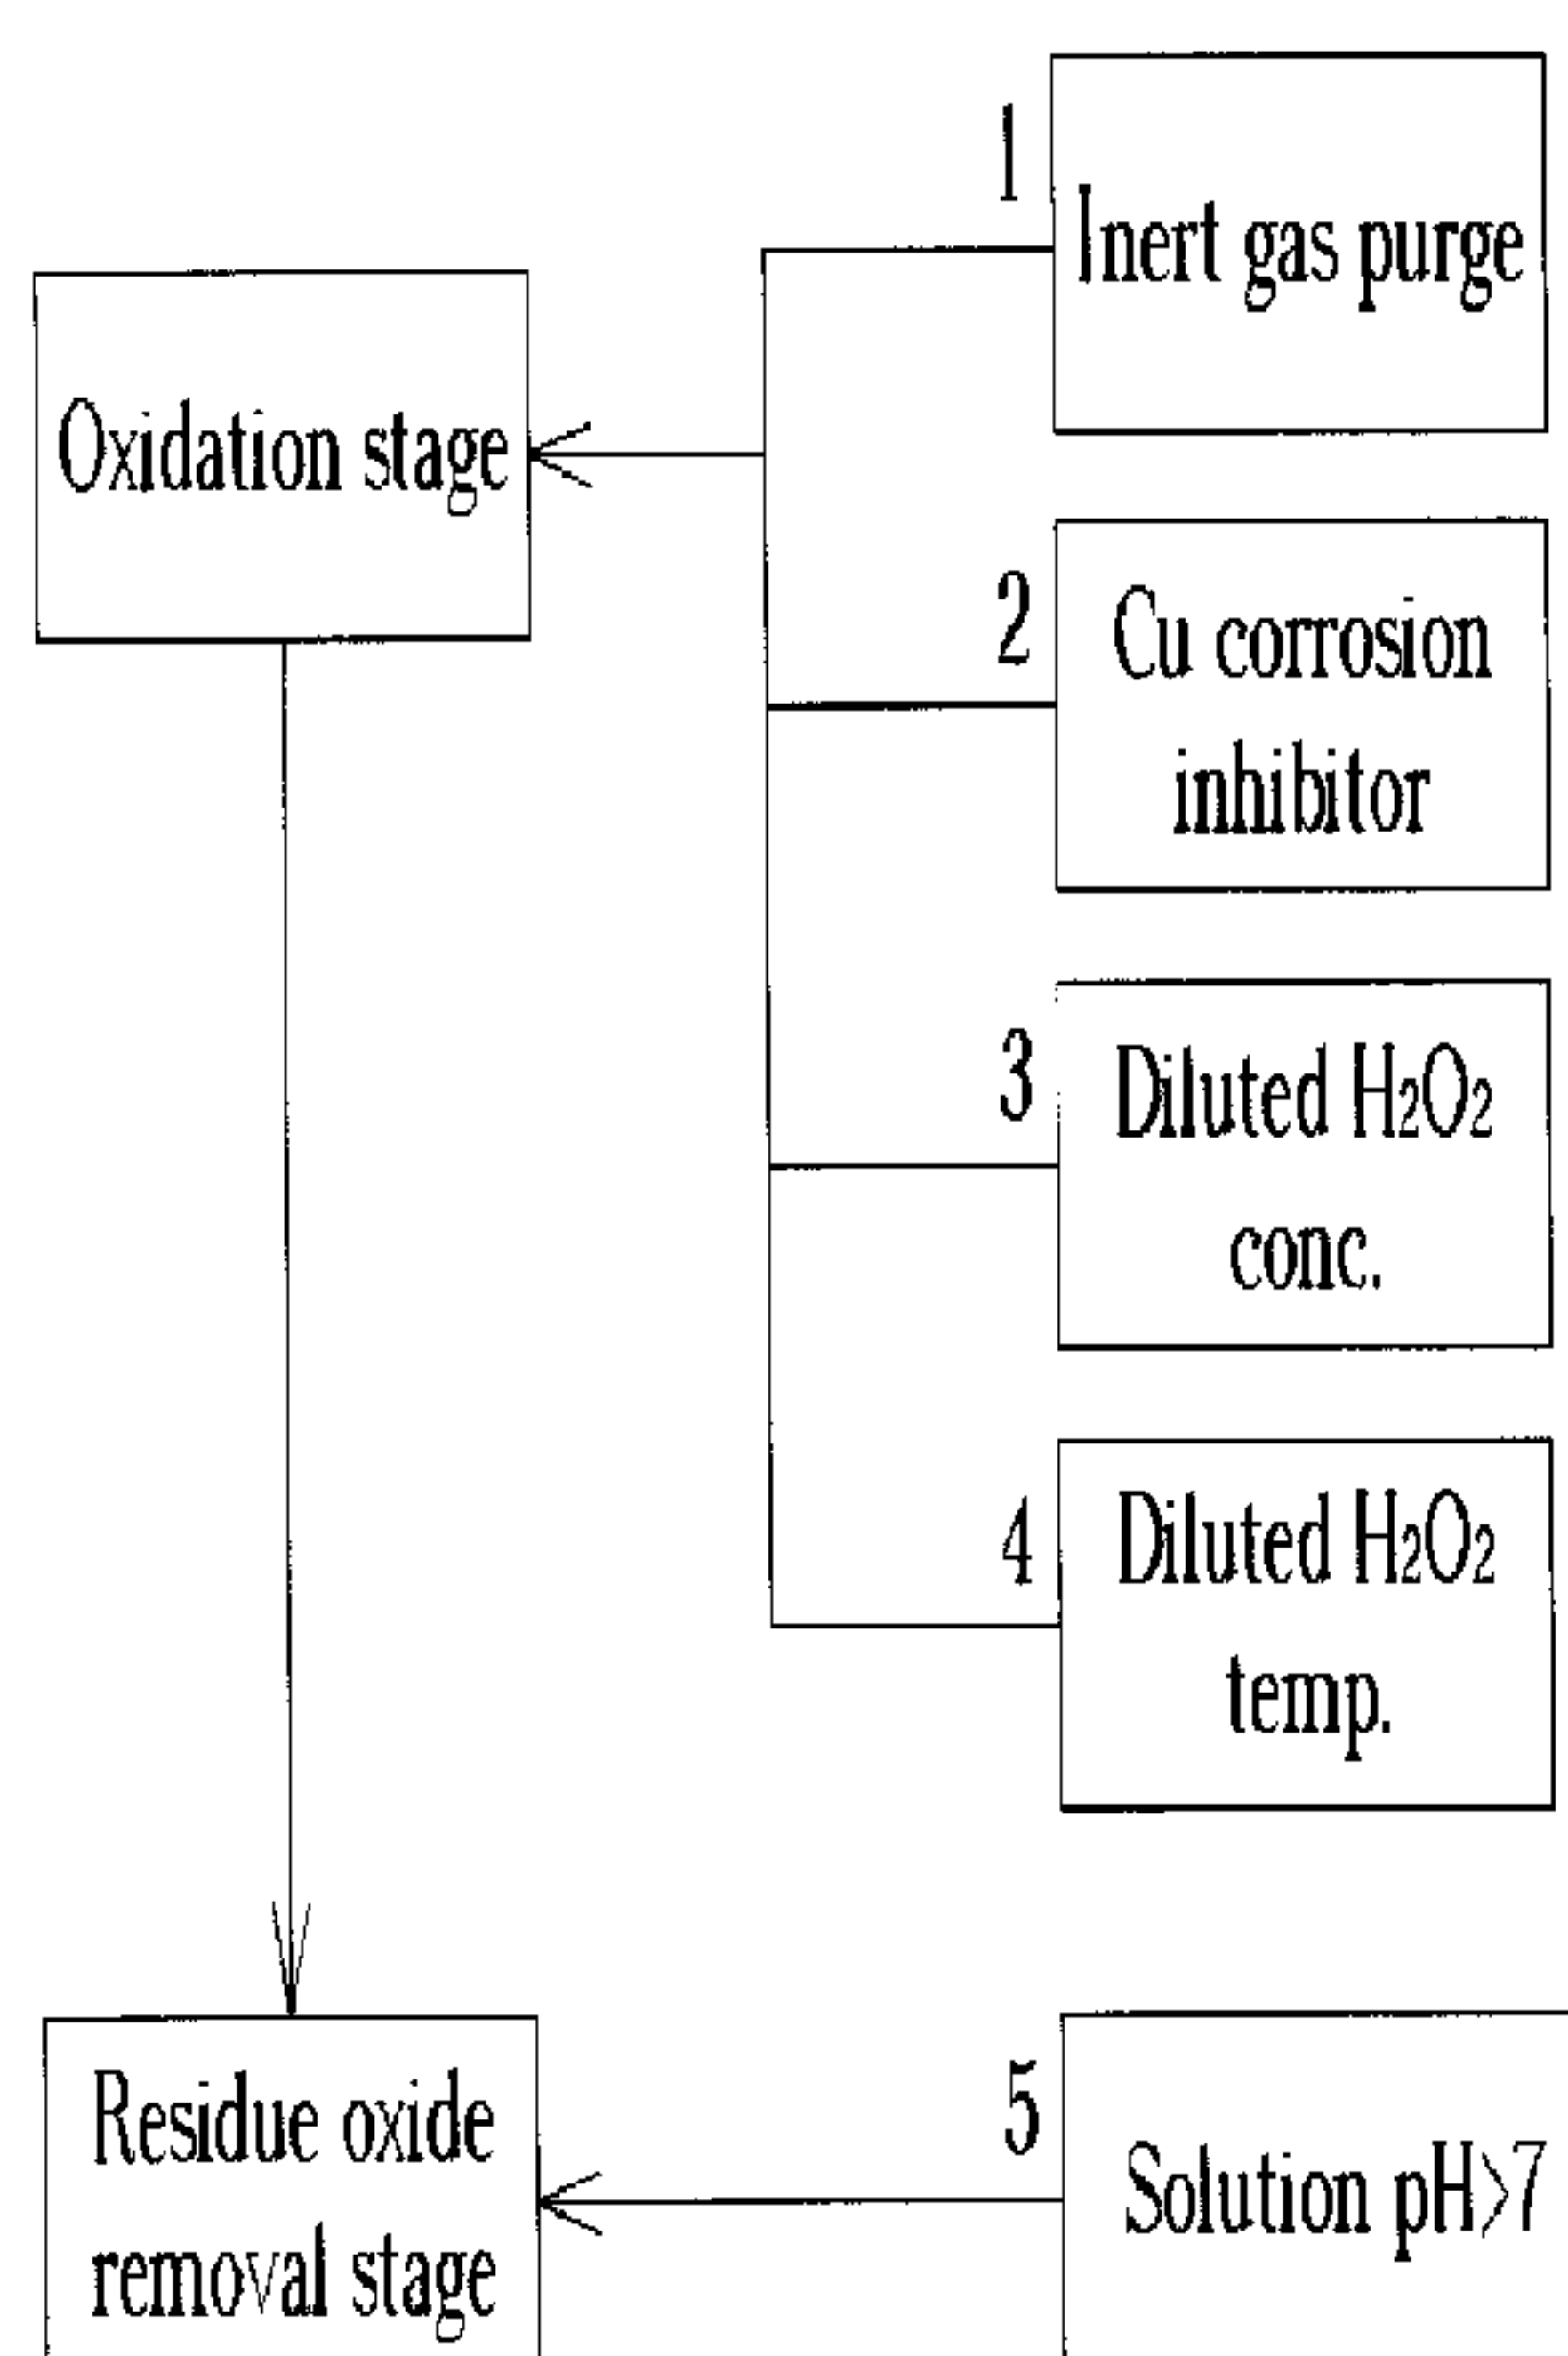 1
Inert gas purge
Oxidation stage
2
Cu corrosion
inhibitor
3
Diluted H₂O₂
conc.
4
Diluted H₂O₂
temp.
5
Residue oxide
removal stage
Solution pH>7